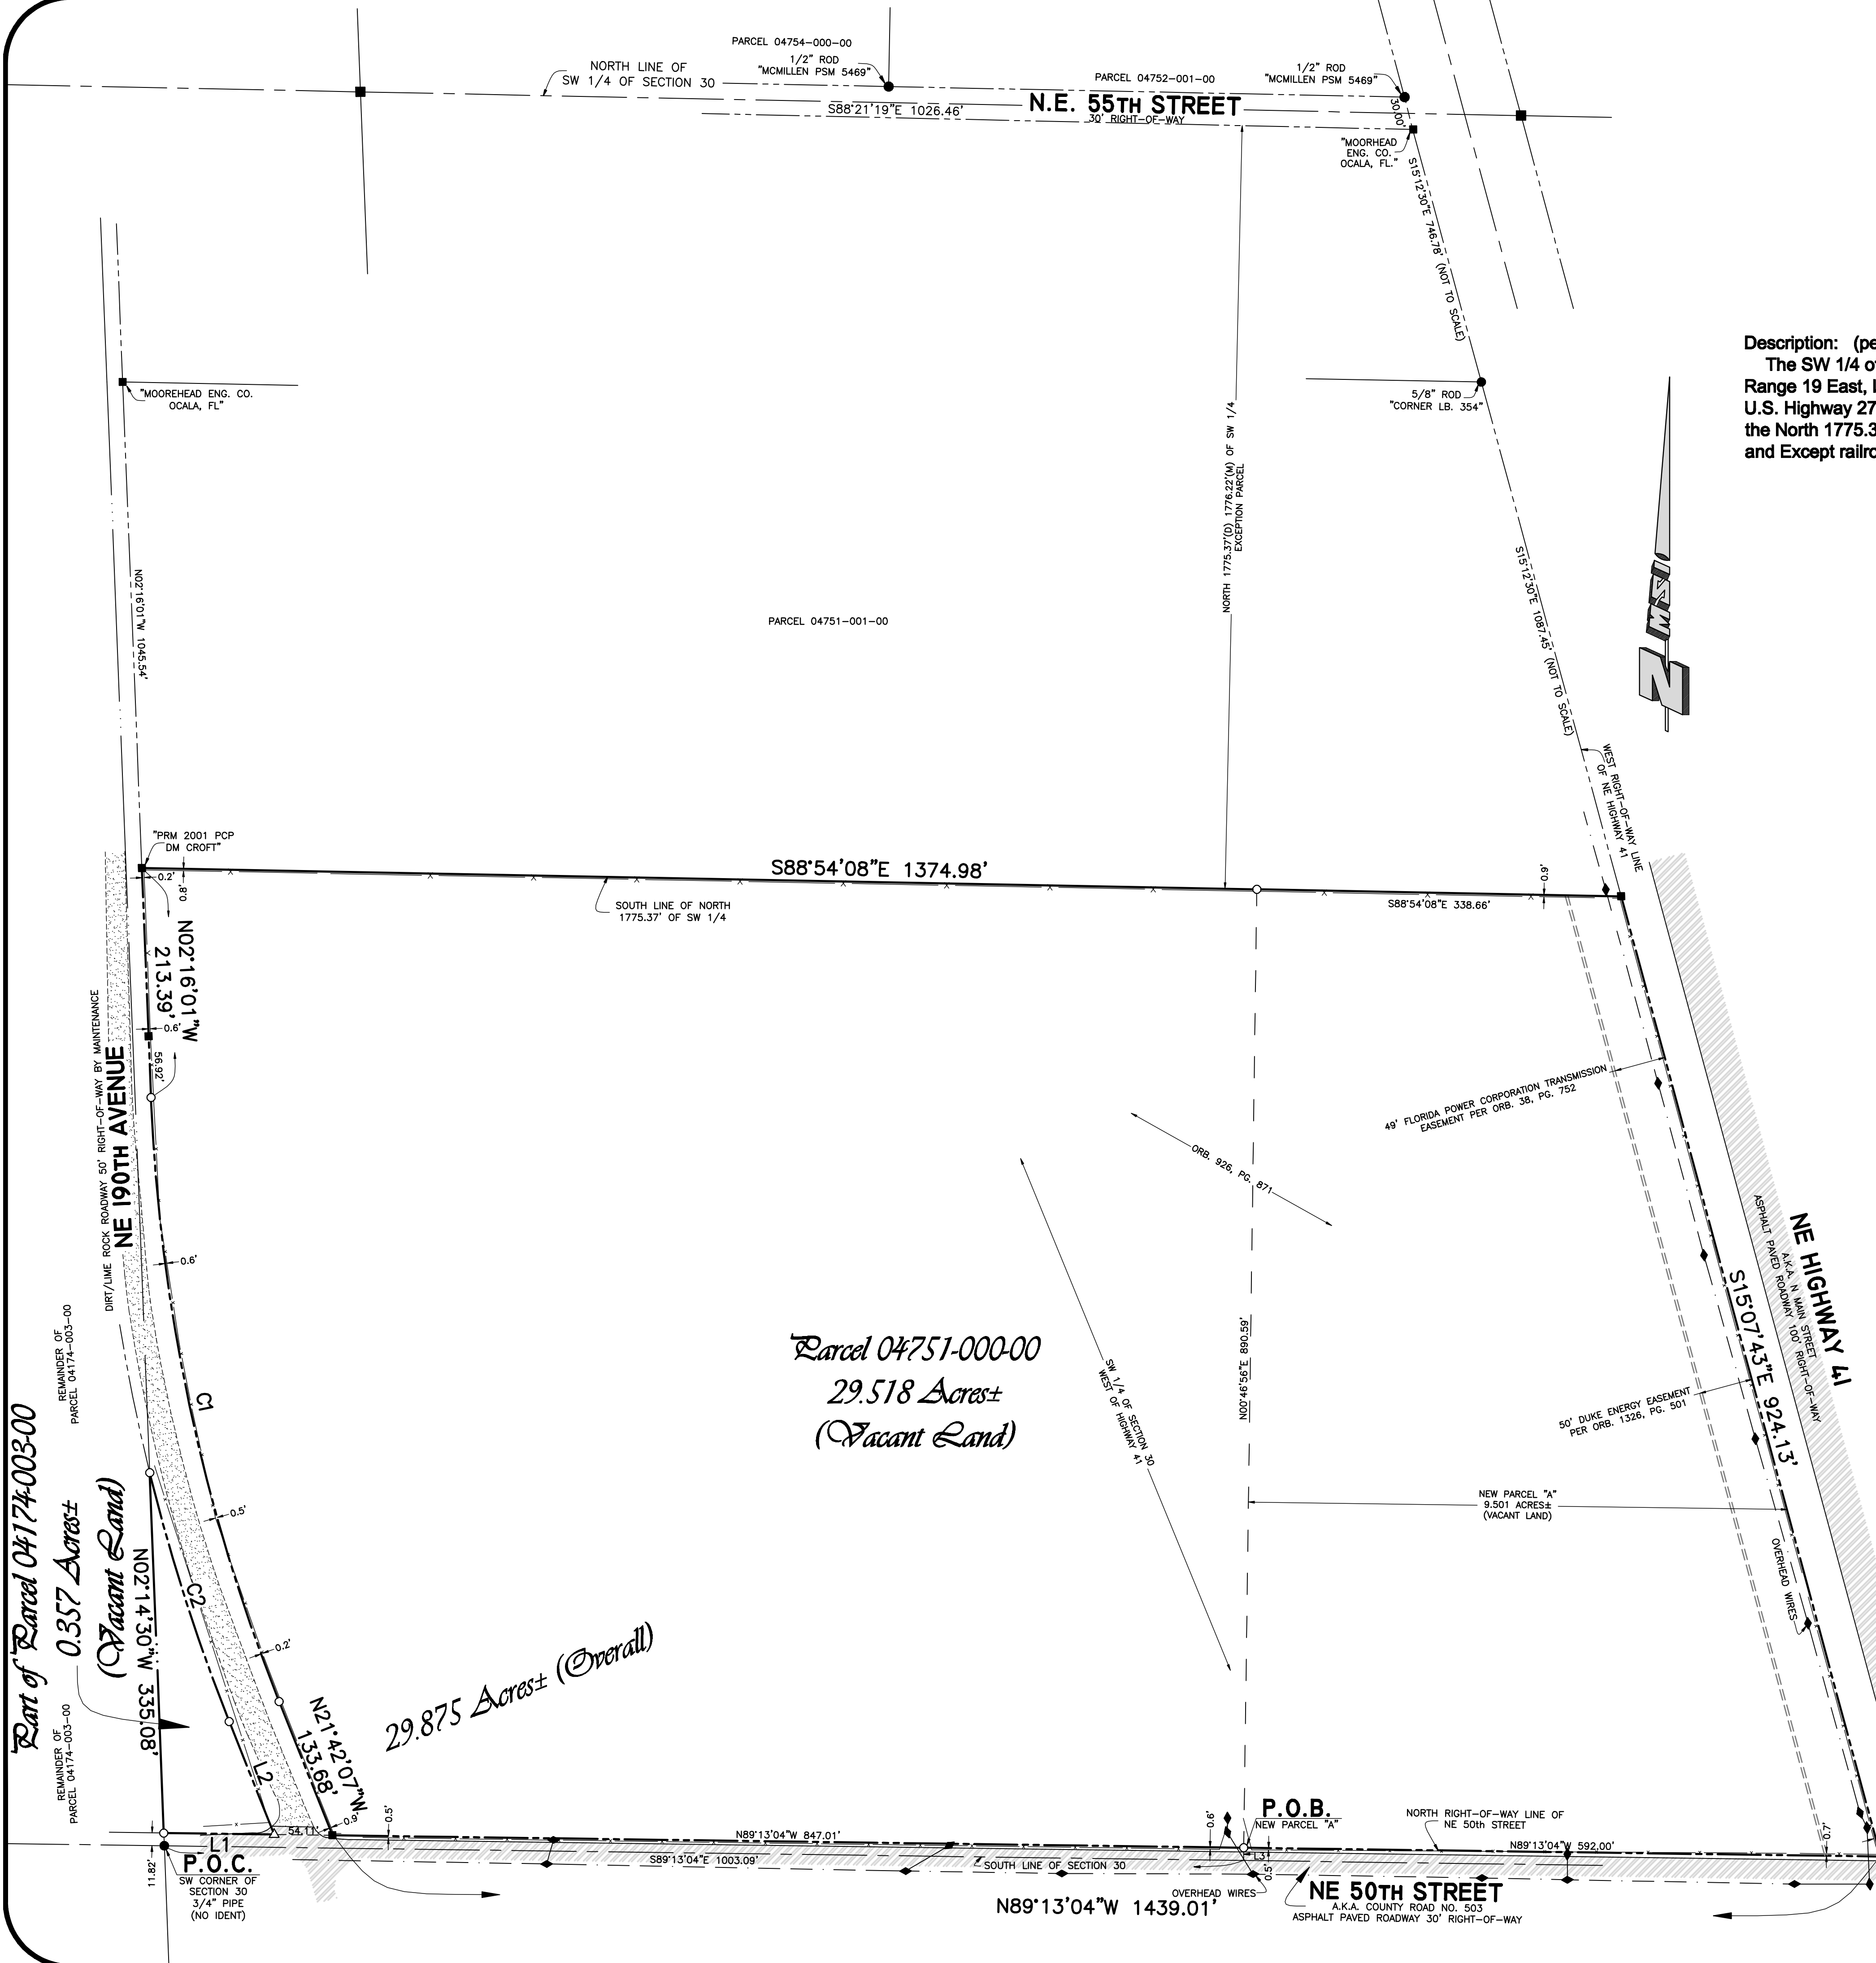 PARCEL 04754-000-00
1/2" ROD
"MCMILLEN PSM 5469"
NORTH LINE OF
SW 1/4 OF SECTION 30
PARCEL 04752-001-00
1/2" ROD
"MCMILLEN PSM 5469"
N.E. 55TH STREET
30' RIGHT-OF-WAY
S88°21'19"E 1026.46'
30.00'
"MOORHEAD
ENG. CO.
OCALA, FL."
S15°12'30"E 746.78' (NOT TO SCALE)
Description: (pe
The SW 1/4 o
Range 19 East, l
U.S. Highway 27
the North 1775.3
and Except railro
"MOOREHEAD ENG. CO.
OCALA, FL"
5/8" ROD
"CORNER LB. 354"
NORTH 1775.37'(D) 1776.22'(M) OF SW 1/4
EXCEPTION PARCEL
N02°16'01"W 1045.54'
S15°12'30"E 1087.45' (NOT TO SCALE)
PARCEL 04751-001-00
N
WEST RIGHT-OF-WAY LINE
OF NE HIGHWAY 41
"PRM 2001 PCP
DM CROFT"
0.2'
0.8'
S88°54'08"E 1374.98'
SOUTH LINE OF NORTH
1775.37' OF SW 1/4
0.9'
S88°54'08"E 338.66'
N02°16'01"W
213.39'
0.6'
56.92'
DIRT/LIME ROCK ROADWAY 50' RIGHT-OF-WAY BY MAINTENANCE
NE 190TH AVENUE
49' FLORIDA POWER CORPORATION TRANSMISSION
EASEMENT PER ORB. 38, PG. 752
ORB. 926, PG. 871
0.6'
NE HIGHWAY 41
A.K.A. N MAIN STREET
ASPHALT PAVED ROADWAY 100' RIGHT-OF-WAY
S15°07'43"E 924.13'
REMAINDER OF
PARCEL 04174-003-00
C1
Parcel 04751-000-00
29.518 Acres±
(Vacant Land)
N00°46'56"E 890.59'
SW 1/4 OF SECTION 30
WEST OF HIGHWAY 41
50' DUKE ENERGY EASEMENT
PER ORB. 1326, PG. 501
NEW PARCEL "A"
9.501 ACRES±
(VACANT LAND)
0.5'
Part of Parcel 04174-003-00
0.357 Acres±
(Vacant Land)
N02°14'30"W 335.08'
C2
OVERHEAD WIRES
0.2'
29.875 Acres± (Overall)
REMAINDER OF
PARCEL 04174-003-00
L2
N21°42'07"W
133.68'
0.9'
0.5'
54.11'
L1
11.82'
P.O.C.
SW CORNER OF
SECTION 30
3/4" PIPE
(NO IDENT)
N89°13'04"W 847.01'
S89°13'04"E 1003.09'
SOUTH LINE OF SECTION 30
0.6'
P.O.B.
NEW PARCEL "A"
L3
0.5'
NORTH RIGHT-OF-WAY LINE OF
NE 50th STREET
N89°13'04"W 592.00'
0.7'
OVERHEAD WIRES
N89°13'04"W 1439.01'
NE 50TH STREET
A.K.A. COUNTY ROAD NO. 503
ASPHALT PAVED ROADWAY 30' RIGHT-OF-WAY